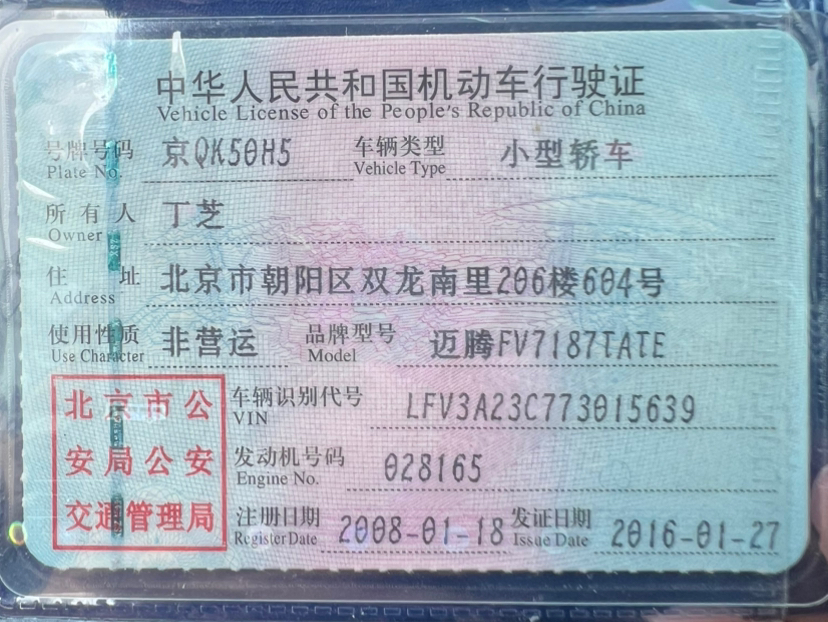 中华人民共和国机动车行驶证
Vehicle License of the People's Republic of China
号牌号码 京QK50H5 车辆类型 小型轿车
Plate No. Vehicle Type
所有人 丁芝
Owner
住址 北京市朝阳区双龙南里206楼604号
Address
使用性质 非营运 品牌型号 迈腾FV7187TATE
Use Character Model
北京市公 车辆识别代号 LFV3A23C773015639
VIN
安局公安 发动机号码 028165
Engine No.
交通管理局 注册日期 2008-01-18 发证日期 2016-01-27
Register Date Issue Date